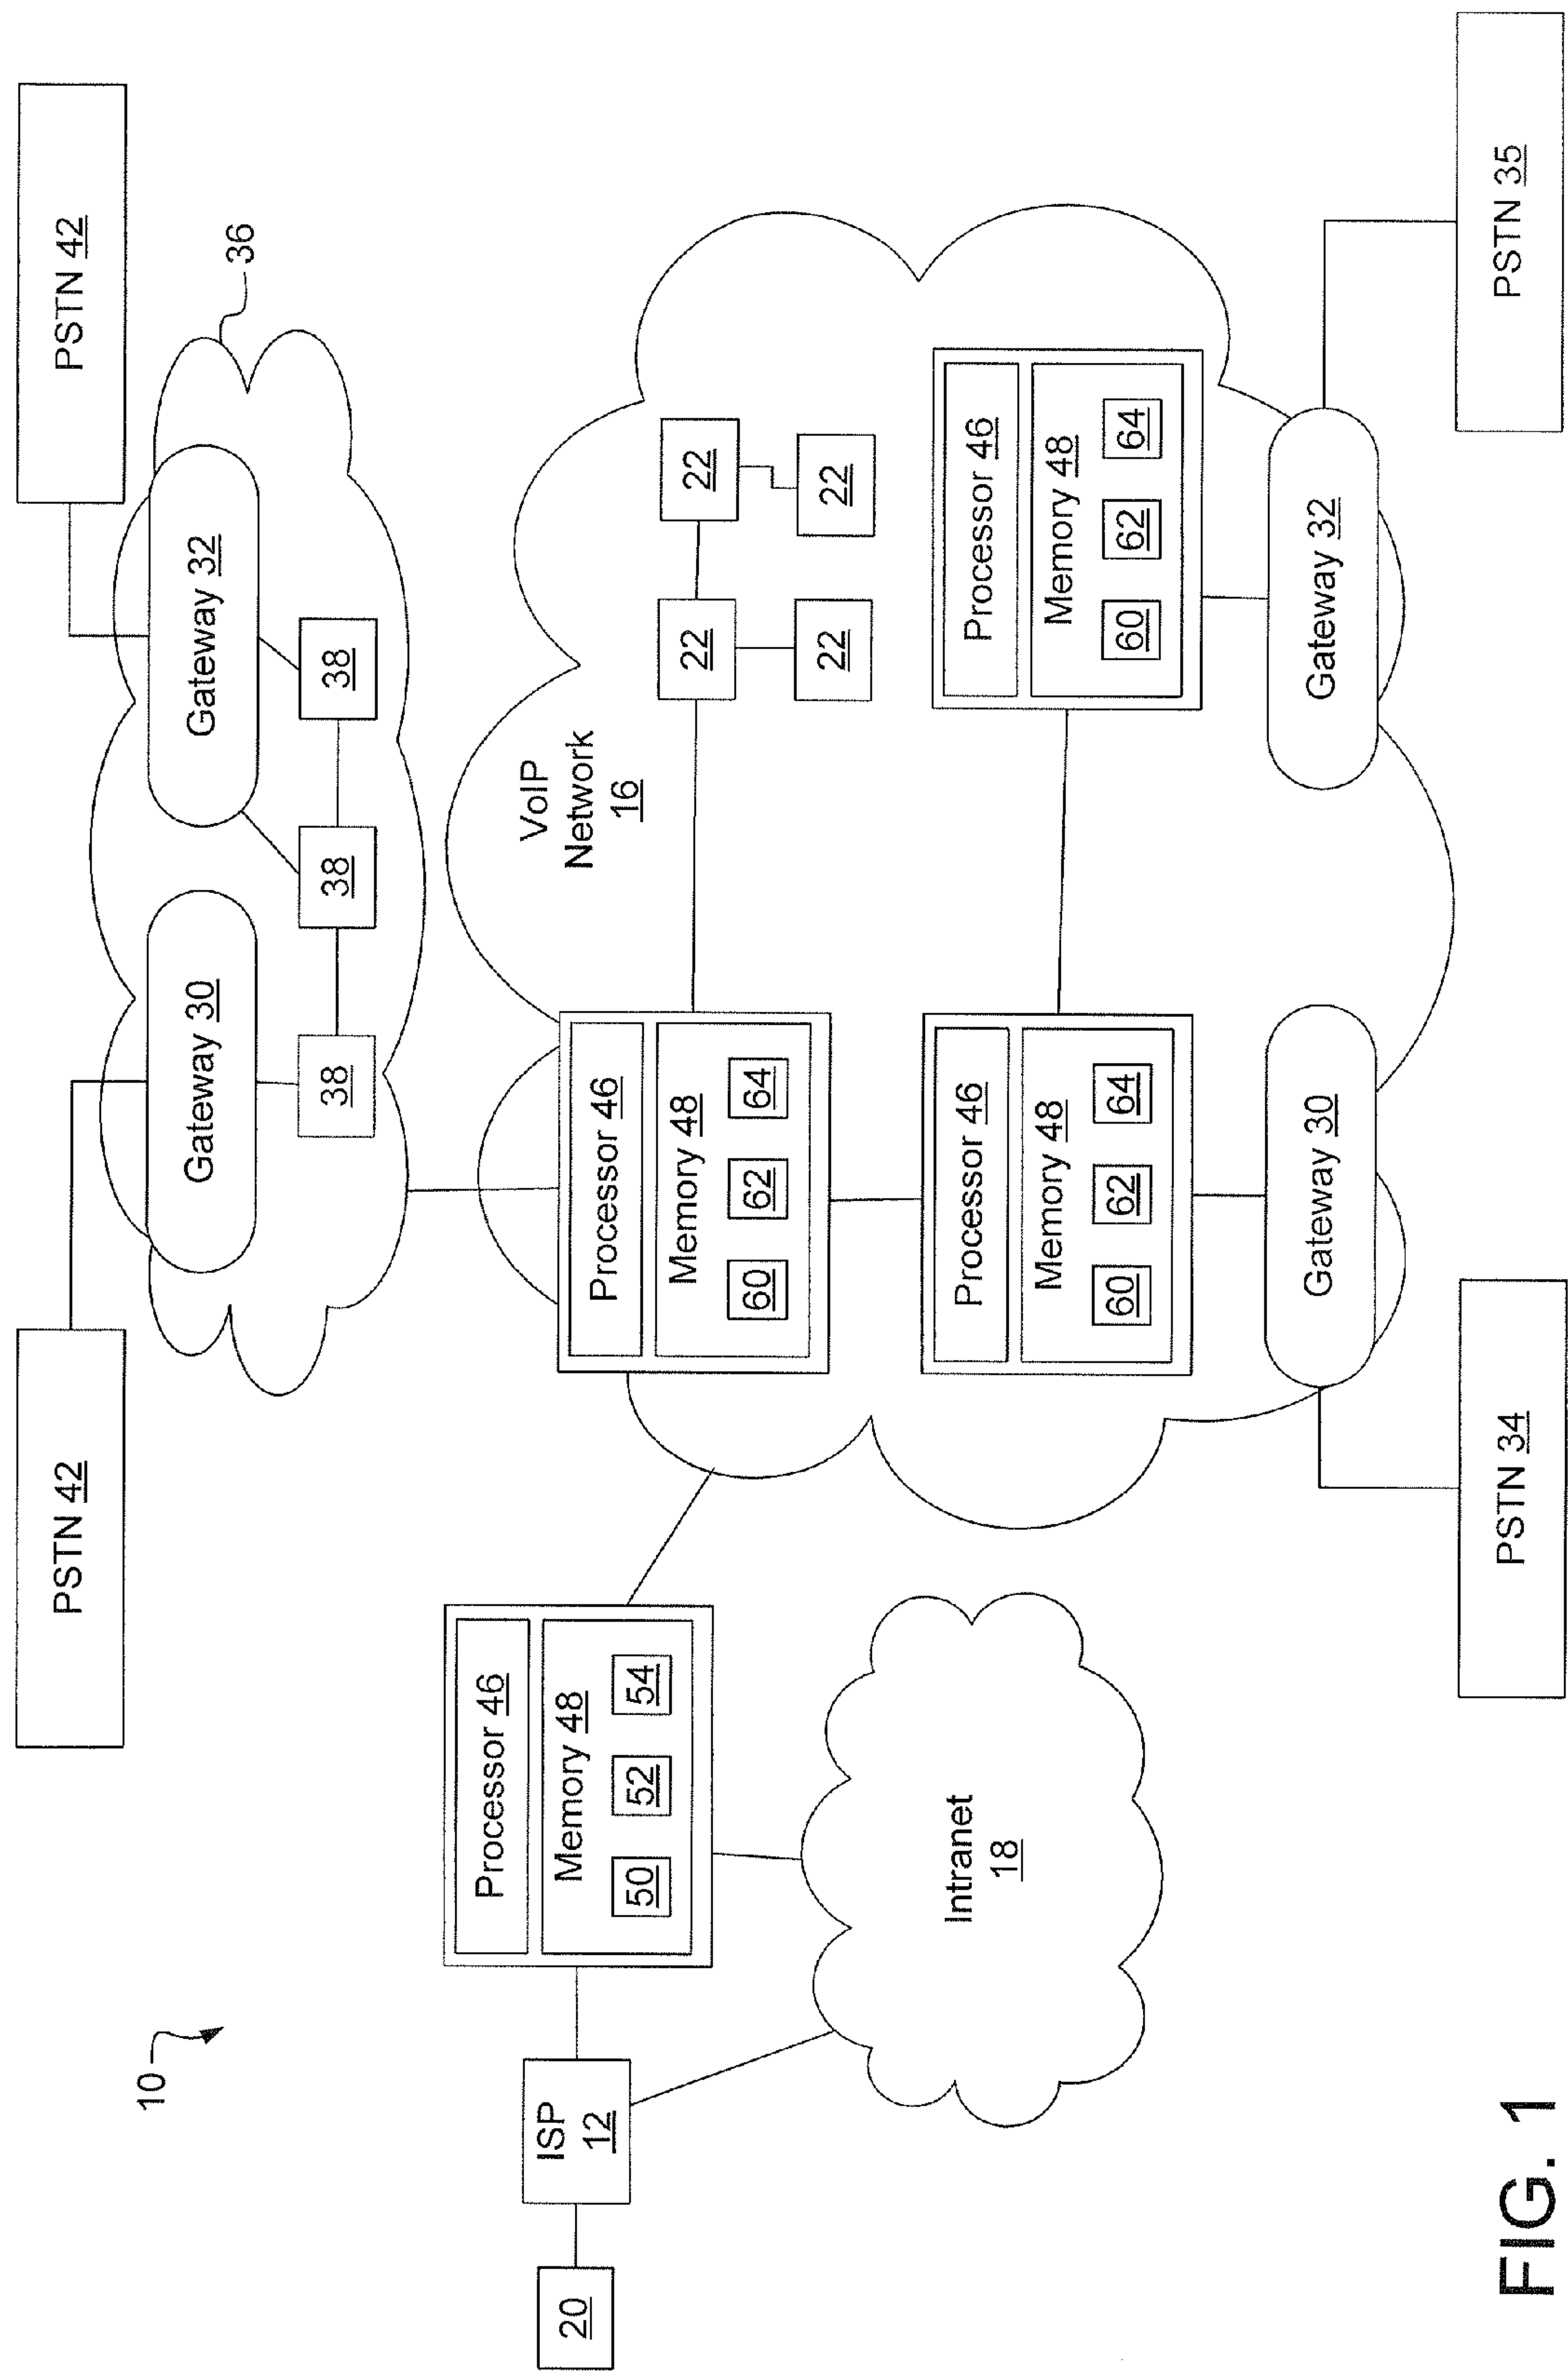 PSTN 42
PSTN 42
36
Gateway 30
Gateway 32
38
38
38
10
VoIP
Network
16
20
ISP
12
Processor 46
Memory 48
50
52
54
Processor 46
Memory 48
60
62
64
22
22
22
22
Intranet
18
Processor 46
Memory 48
60
62
64
Processor 46
Memory 48
60
62
64
Gateway 30
Gateway 32
PSTN 34
PSTN 35
FIG. 1